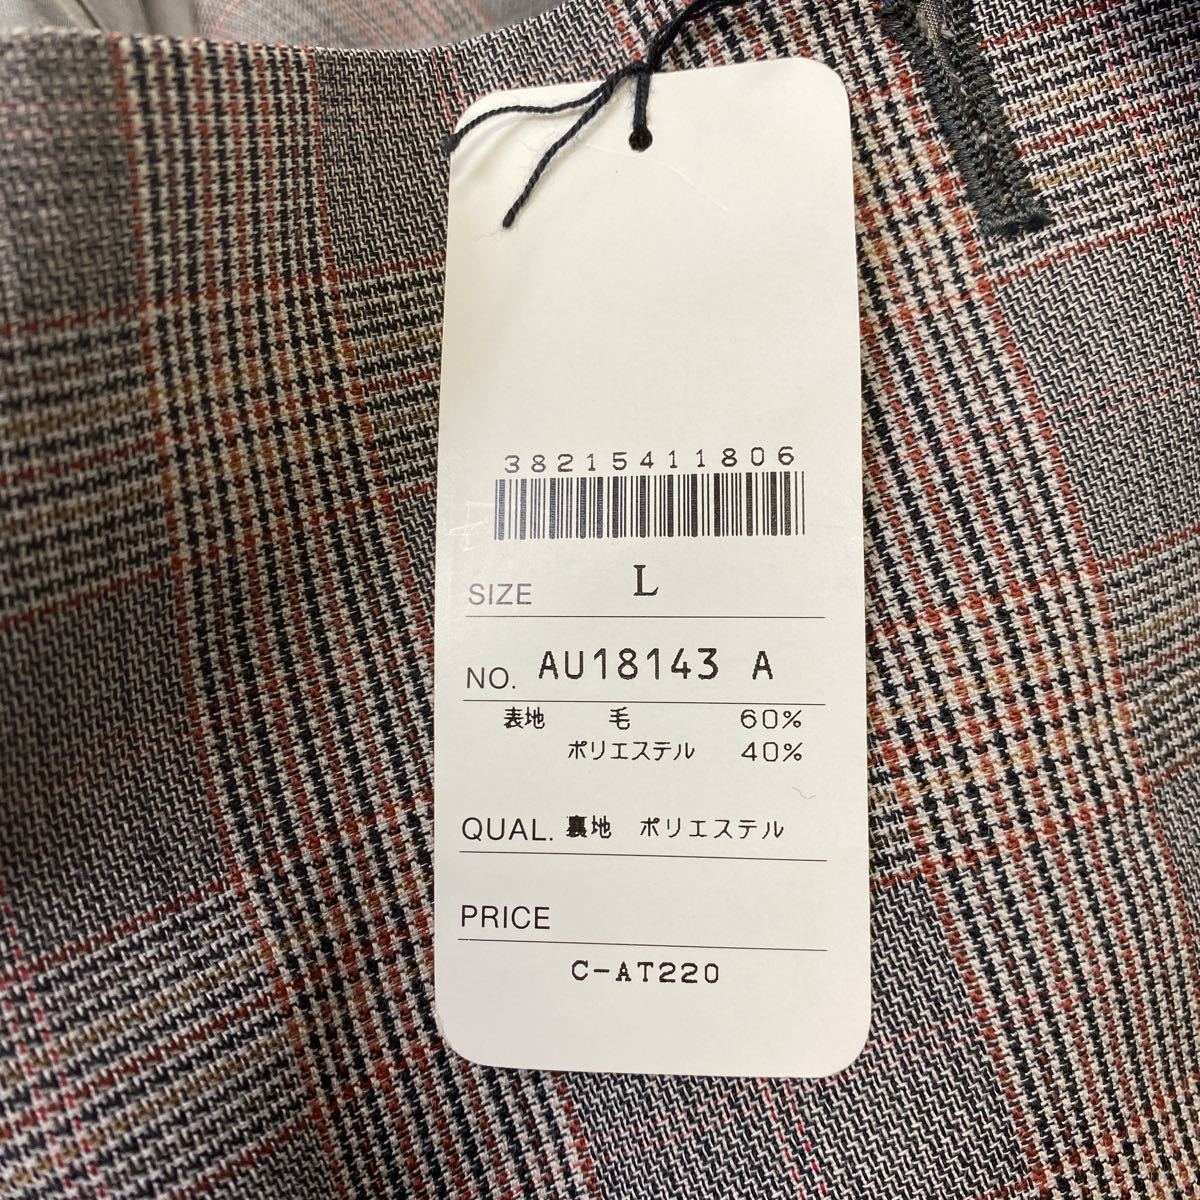 38215411806
SIZE L
NO. AU18143 A
表地 毛 60%
ポリエステル 40%
QUAL. 裏地 ポリエステル
PRICE
C-AT220